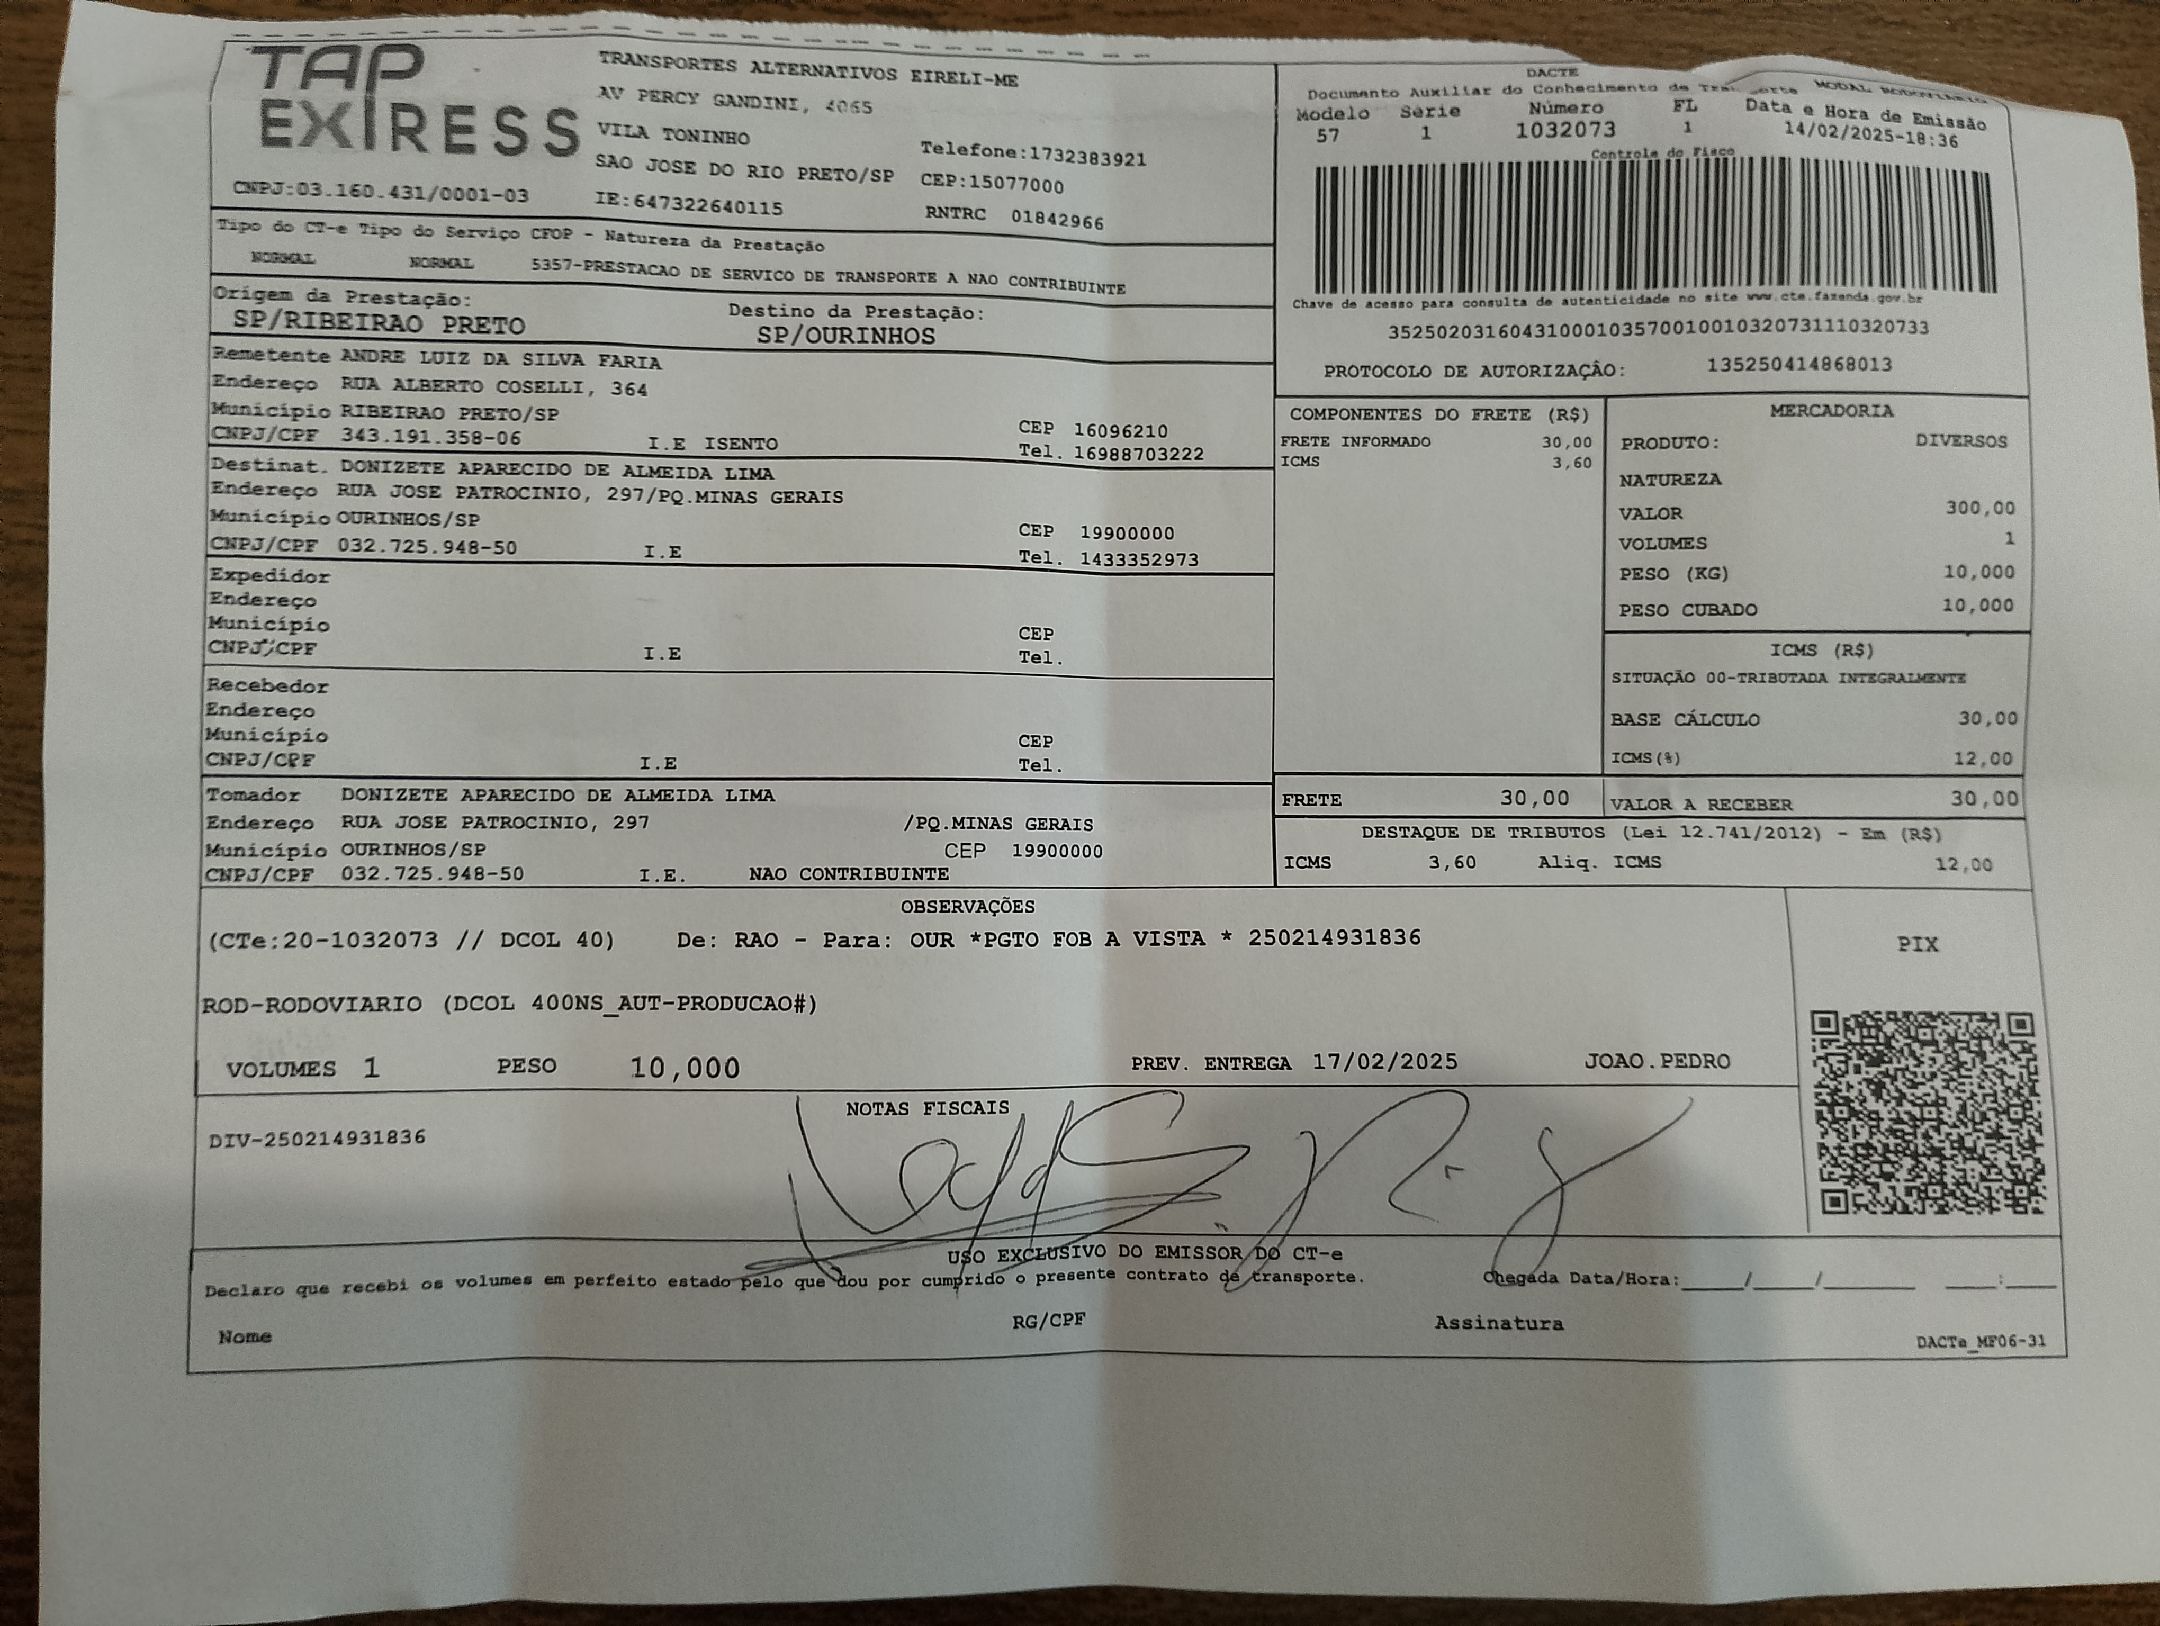 TAP
EXPRESS
TRANSPORTES ALTERNATIVOS EIRELI-ME
AV PERCY GANDINI, 4065
VILA TONINHO
Telefone:1732383921
SAO JOSE DO RIO PRETO/SP CEP:15077000
CNPJ:03.160.431/0001-03 IE:647322640115 RNTRC 01842966
DACTE
Documento Auxiliar do Conhecimento de MODAL RODOVIARIO
Modelo Série Número FL Data e Hora de Emissão
57 1 1032073 1 14/02/2025-18:36
Controle do Fisco
Chave de acesso para consulta de autenticidade no site www.cte.fazenda.gov.br
35250203160431000103570010010320731110320733
PROTOCOLO DE AUTORIZAÇÂO: 135250414868013
Tipo do CT-e Tipo do Serviço CFOP - Natureza da Prestação
NORMAL NORMAL 5357-PRESTACAO DE SERVICO DE TRANSPORTE A NAO CONTRIBUINTE
Origem da Prestação: Destino da Prestação:
SP/RIBEIRAO PRETO SP/OURINHOS
Remetente ANDRE LUIZ DA SILVA FARIA
Endereço RUA ALBERTO COSELLI, 364
Município RIBEIRAO PRETO/SP CEP 16096210
CNPJ/CPF 343.191.358-06 I.E ISENTO Tel. 16988703222
Destinat. DONIZETE APARECIDO DE ALMEIDA LIMA
Endereço RUA JOSE PATROCINIO, 297/PQ.MINAS GERAIS
Município OURINHOS/SP CEP 19900000
CNPJ/CPF 032.725.948-50 I.E Tel. 1433352973
Expedidor
Endereço
Município CEP
CNPJ/CPF I.E Tel.
Recebedor
Endereço
Município CEP
CNPJ/CPF I.E Tel.
Tomador DONIZETE APARECIDO DE ALMEIDA LIMA
Endereço RUA JOSE PATROCINIO, 297 /PQ.MINAS GERAIS
Município OURINHOS/SP CEP 19900000
CNPJ/CPF 032.725.948-50 I.E. NAO CONTRIBUINTE
COMPONENTES DO FRETE (R$)
FRETE INFORMADO 30,00
ICMS 3,60
MERCADORIA
PRODUTO: DIVERSOS
NATUREZA
VALOR 300,00
VOLUMES 1
PESO (KG) 10,000
PESO CUBADO 10,000
ICMS (R$)
SITUAÇÃO 00-TRIBUTADA INTEGRALMENTE
BASE CÁLCULO 30,00
ICMS(%) 12,00
FRETE 30,00 VALOR A RECEBER 30,00
DESTAQUE DE TRIBUTOS (Lei 12.741/2012) - Em (R$)
ICMS 3,60 Aliq. ICMS 12,00
OBSERVAÇÕES
(CTe:20-1032073 // DCOL 40) De: RAO - Para: OUR *PGTO FOB A VISTA * 250214931836
PIX
ROD-RODOVIARIO (DCOL 400NS_AUT-PRODUCAO#)
VOLUMES 1 PESO 10,000 PREV. ENTREGA 17/02/2025 JOAO.PEDRO
NOTAS FISCAIS
DIV-250214931836
USO EXCLUSIVO DO EMISSOR DO CT-e
Declaro que recebi os volumes em perfeito estado pelo que dou por cumprido o presente contrato de transporte. Chegada Data/Hora:____/____/______ ___:___
Nome RG/CPF Assinatura
DACTe_MF06-31